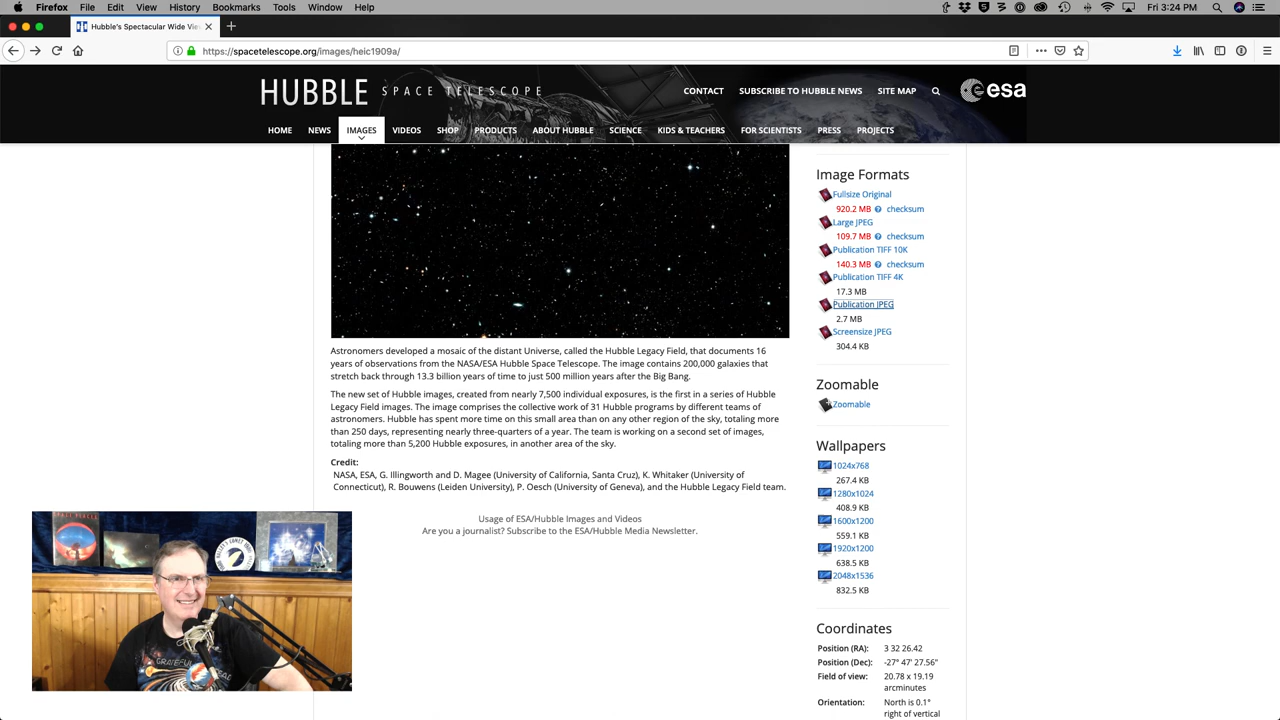 Firefox File Edit View History Bookmarks Tools Window Help
Fri 3:24 PM
Hubble's Spectacular Wide Vie
https://spacetelescope.org/images/heic1909a/
HUBBLE SPACE TELESCOPE
CONTACT SUBSCRIBE TO HUBBLE NEWS SITE MAP
esa
HOME NEWS IMAGES VIDEOS SHOP PRODUCTS ABOUT HUBBLE SCIENCE KIDS & TEACHERS FOR SCIENTISTS PRESS PROJECTS
Astronomers developed a mosaic of the distant Universe, called the Hubble Legacy Field, that documents 16
years of observations from the NASA/ESA Hubble Space Telescope. The image contains 200,000 galaxies that
stretch back through 13.3 billion years of time to just 500 million years after the Big Bang.
The new set of Hubble images, created from nearly 7,500 individual exposures, is the first in a series of Hubble
Legacy Field images. The image comprises the collective work of 31 Hubble programs by different teams of
astronomers. Hubble has spent more time on this small area than on any other region of the sky, totaling more
than 250 days, representing nearly three-quarters of a year. The team is working on a second set of images,
totaling more than 5,200 Hubble exposures, in another area of the sky.
Credit:
NASA, ESA, G. Illingworth and D. Magee (University of California, Santa Cruz), K. Whitaker (University of
Connecticut), R. Bouwens (Leiden University), P. Oesch (University of Geneva), and the Hubble Legacy Field team.
Usage of ESA/Hubble Images and Videos
Are you a journalist? Subscribe to the ESA/Hubble Media Newsletter.
Image Formats
Fullsize Original
920.2 MB checksum
Large JPEG
109.7 MB checksum
Publication TIFF 10K
140.3 MB checksum
Publication TIFF 4K
17.3 MB
Publication JPEG
2.7 MB
Screensize JPEG
304.4 KB
Zoomable
Zoomable
Wallpapers
1024x768
267.4 KB
1280x1024
408.9 KB
1600x1200
559.1 KB
1920x1200
638.5 KB
2048x1536
832.5 KB
Coordinates
Position (RA): 3 32 26.42
Position (Dec): -27° 47' 27.56"
Field of view: 20.78 x 19.19
arcminutes
Orientation: North is 0.1°
right of vertical